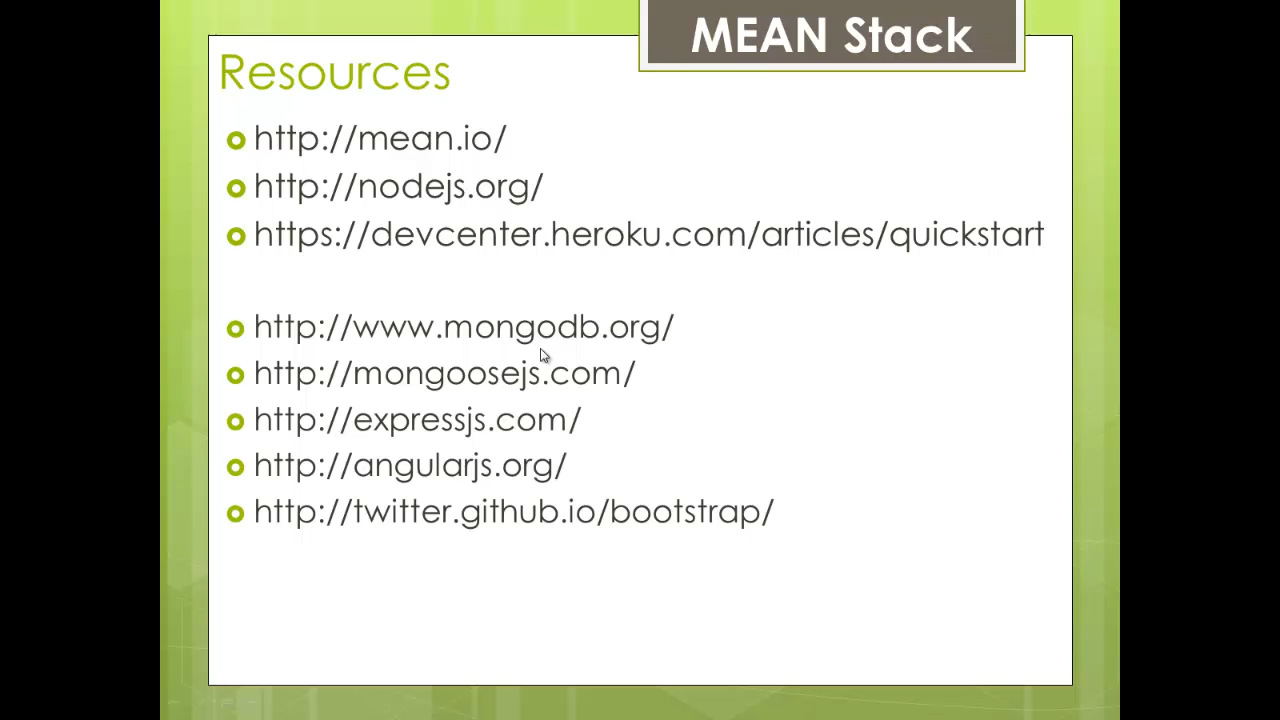 MEAN Stack
Resources
http://mean.io/
http://nodejs.org/
https://devcenter.heroku.com/articles/quickstart
http://www.mongodb.org/
http://mongoosejs.com/
http://expressjs.com/
http://angularjs.org/
http://twitter.github.io/bootstrap/